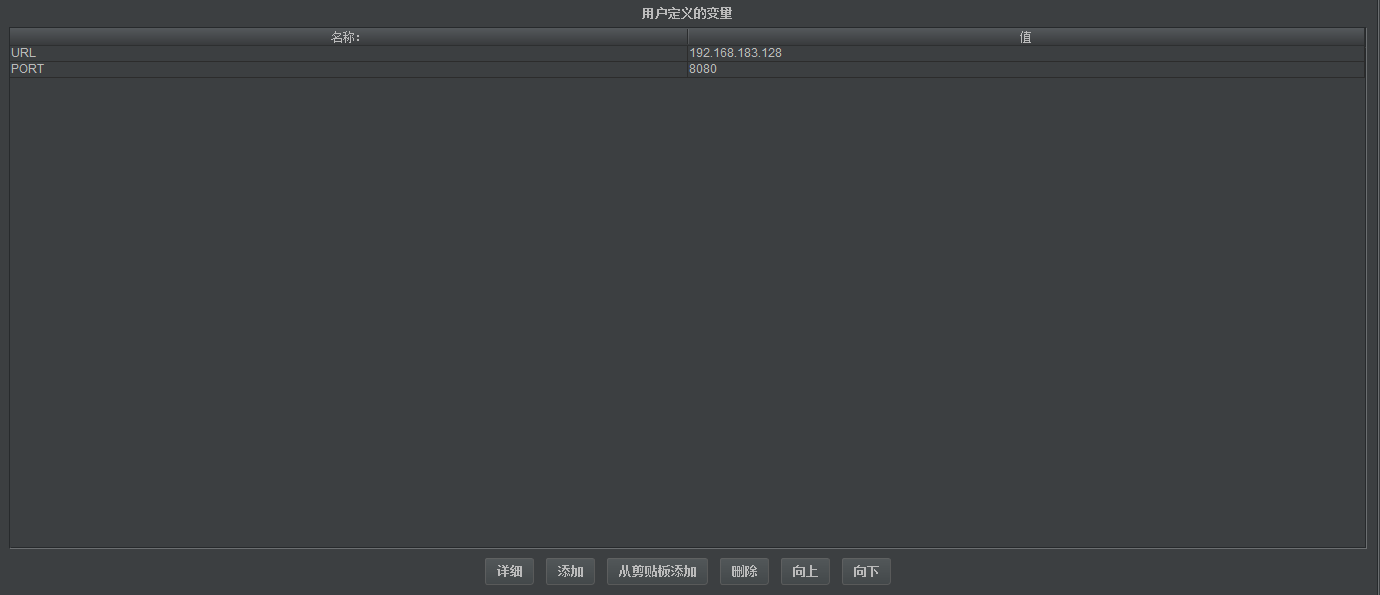 用户定义的变量
名称: 值
URL 192.168.183.128
PORT 8080
详细 添加 从剪贴板添加 删除 向上 向下